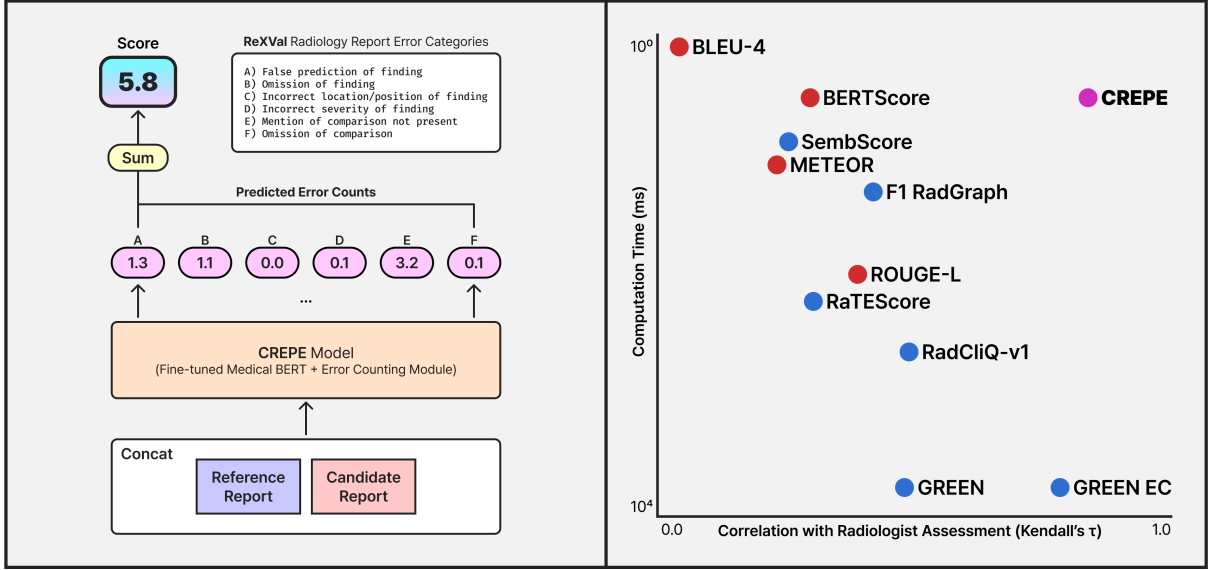 Score
5.8
Sum
ReXVal Radiology Report Error Categories
A) False prediction of finding
B) Omission of finding
C) Incorrect location/position of finding
D) Incorrect severity of finding
E) Mention of comparison not present
F) Omission of comparison
Predicted Error Counts
A B C D E F
1.3 1.1 0.0 0.1 3.2 0.1
...
CREPE Model
(Fine-tuned Medical BERT + Error Counting Module)
Concat
Reference
Report
Candidate
Report
10⁰
BLEU-4
BERTScore
CREPE
SembScore
METEOR
F1 RadGraph
ROUGE-L
RaTEScore
RadCliQ-v1
GREEN
GREEN EC
10⁴
Computation Time (ms)
0.0
Correlation with Radiologist Assessment (Kendall's τ)
1.0